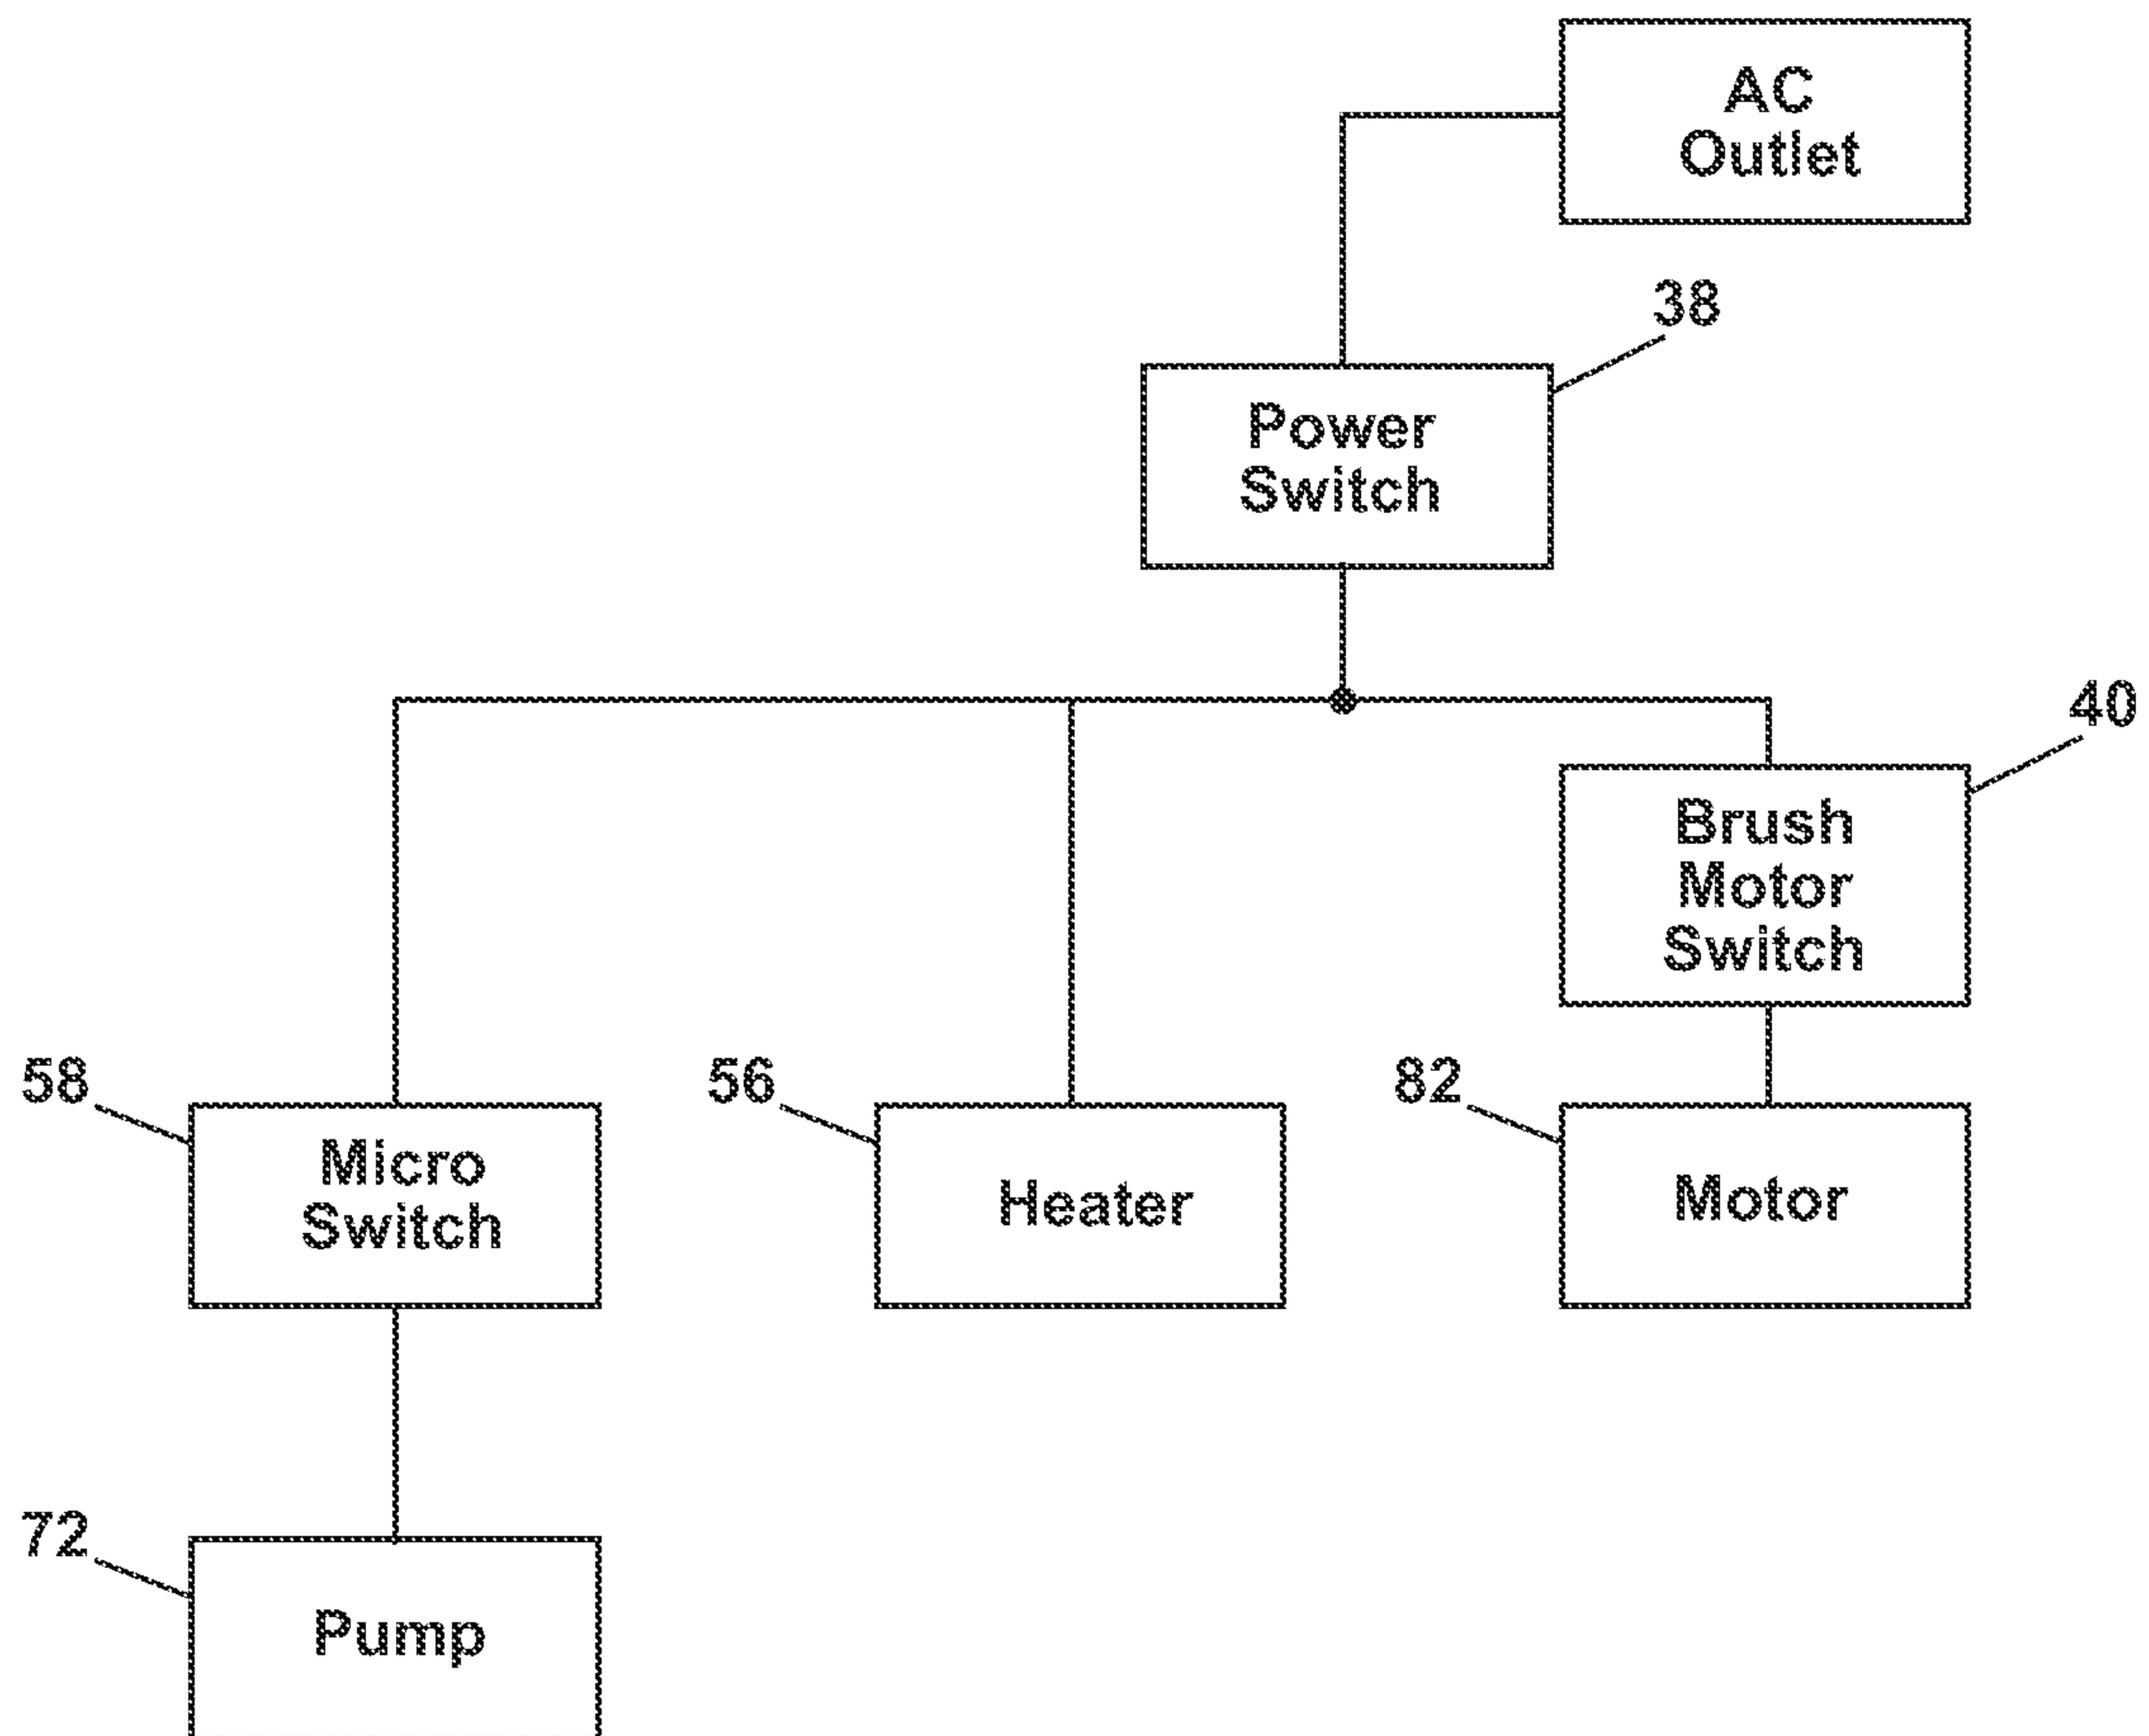 AC
Outlet
38
Power
Switch
40
Brush
Motor
Switch
58
Micro
Switch
56
Heater
82
Motor
72
Pump